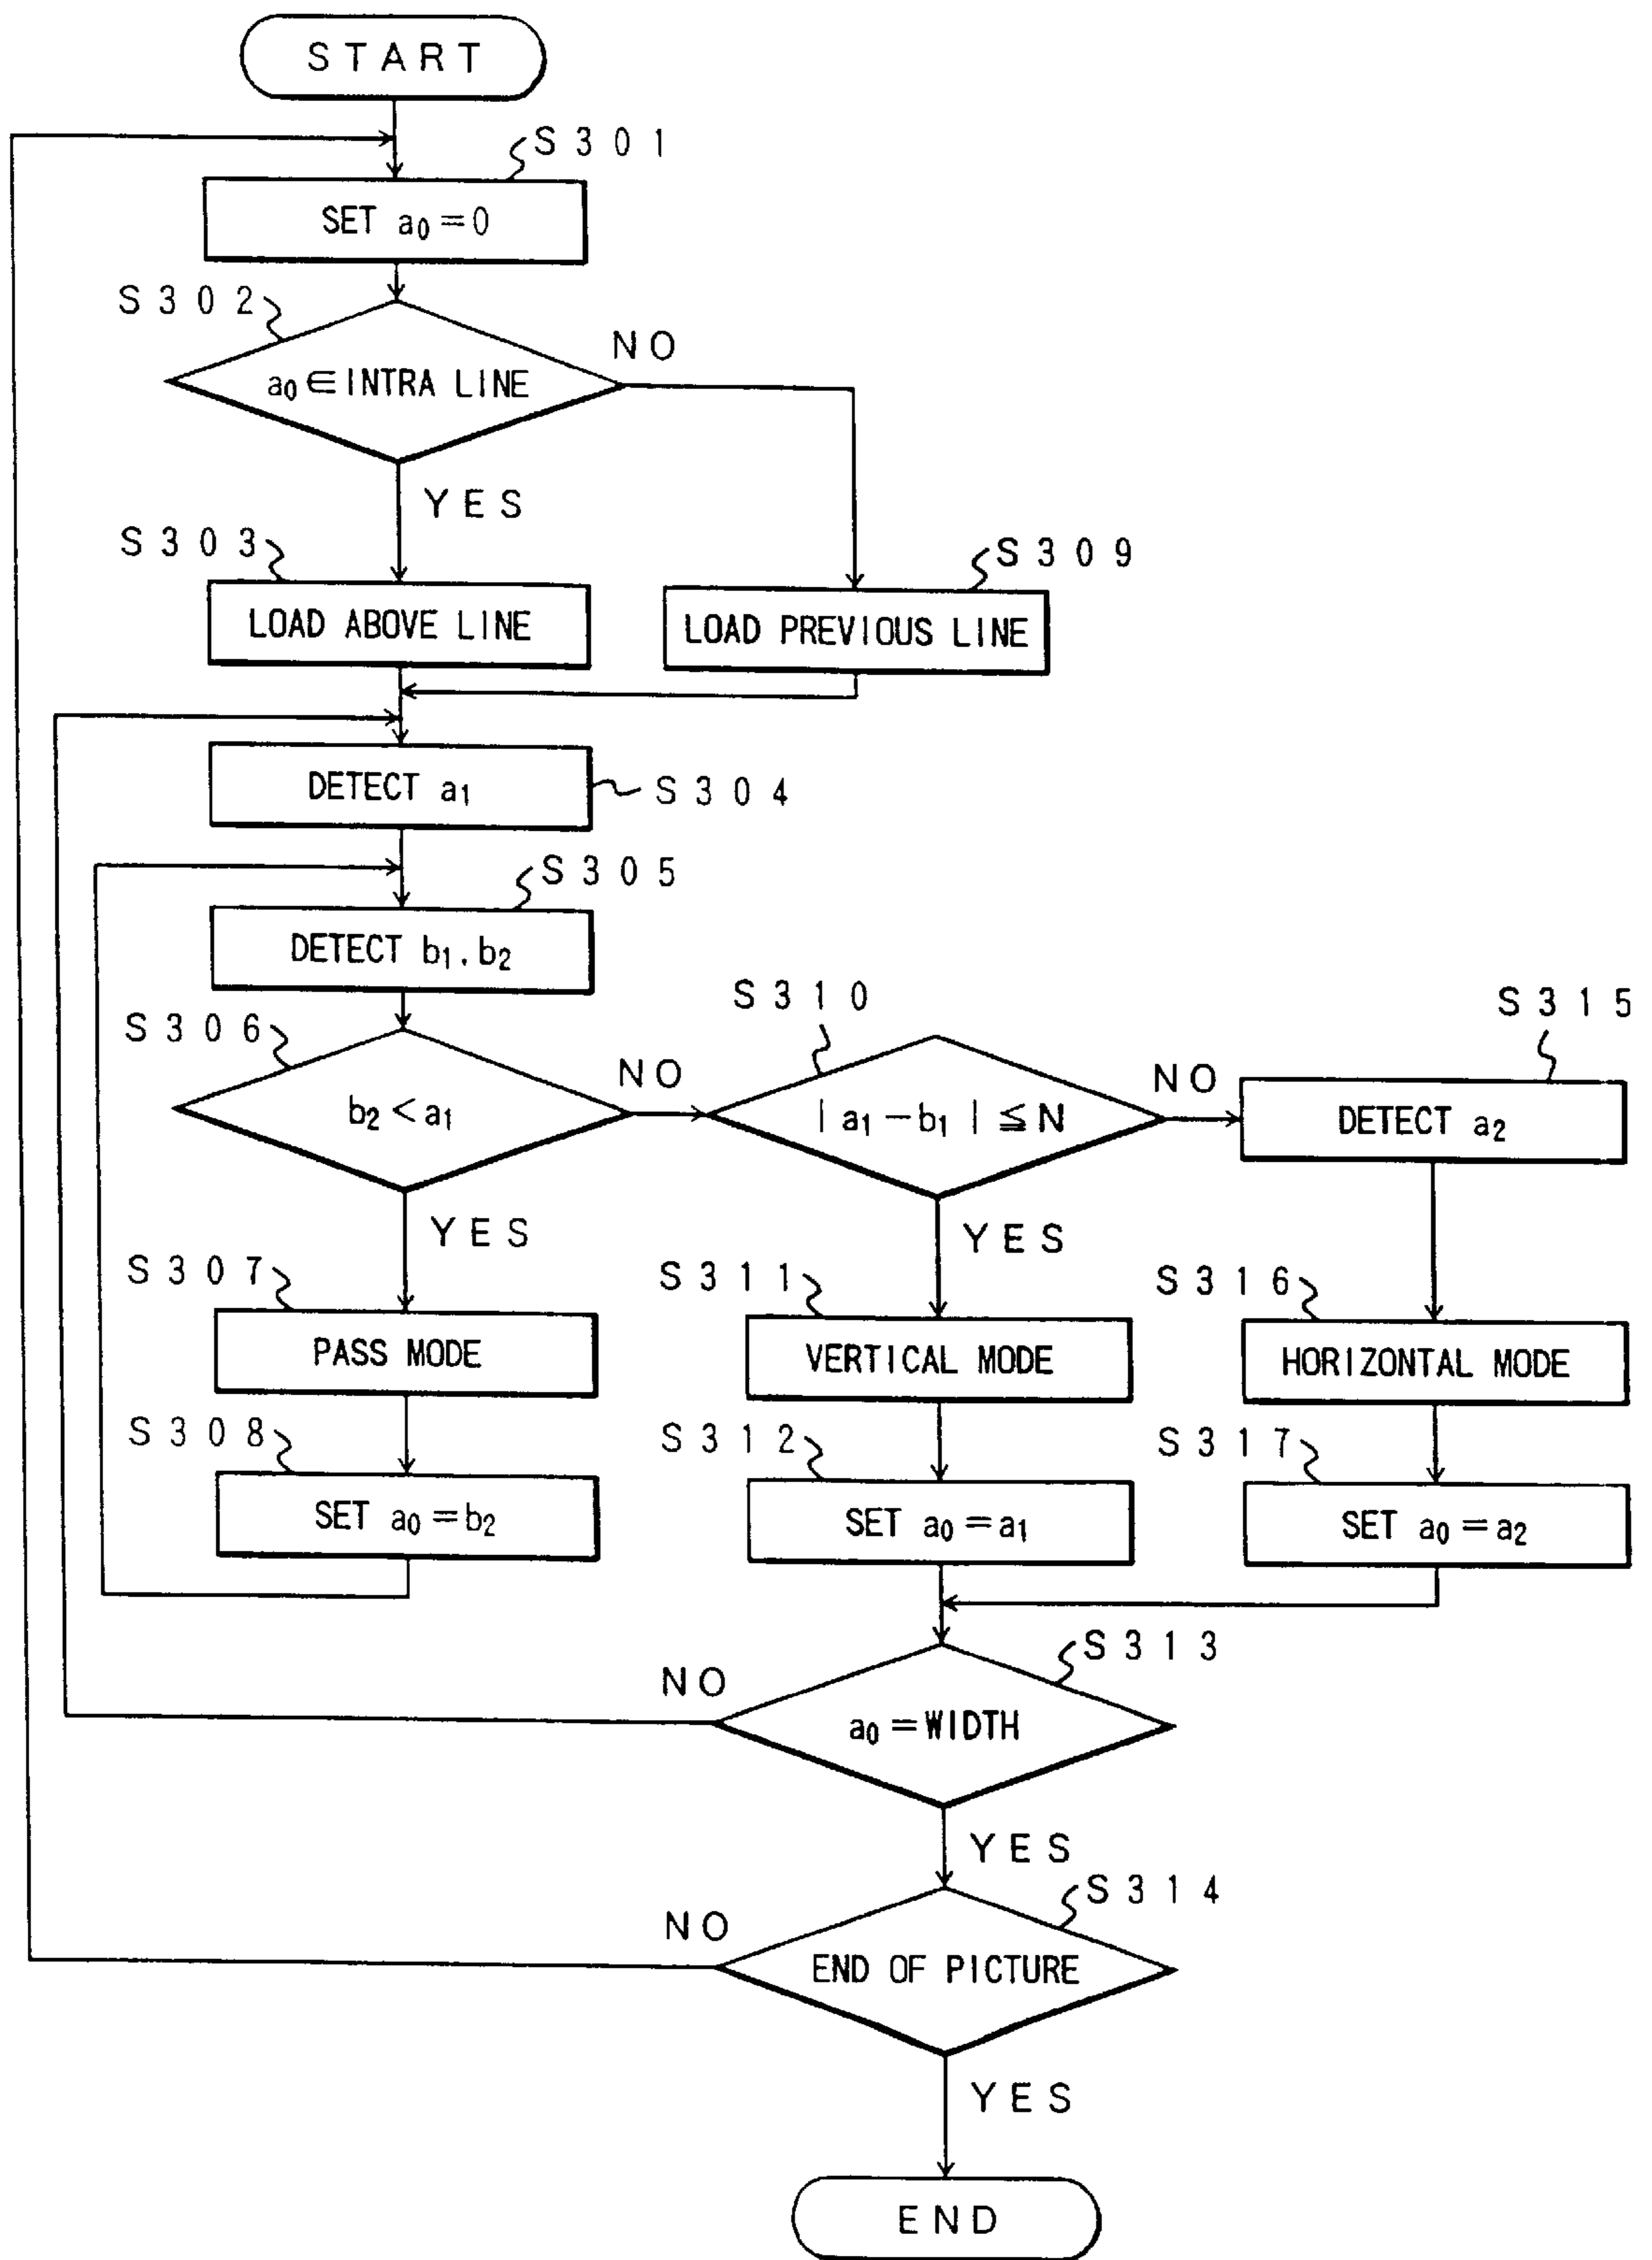 START
S301
SET a₀=0
S302
NO
a₀∈INTRA LINE
YES
S303
S309
LOAD ABOVE LINE
LOAD PREVIOUS LINE
DETECT a₁
S304
S305
DETECT b₁.b₂
S310
S315
S306
NO
NO
b₂<a₁
|a₁−b₁|≦N
DETECT a₂
YES
YES
S307
S311
S316
PASS MODE
VERTICAL MODE
HORIZONTAL MODE
S308
S312
S317
SET a₀=b₂
SET a₀=a₁
SET a₀=a₂
S313
NO
a₀=WIDTH
YES
S314
NO
END OF PICTURE
YES
END